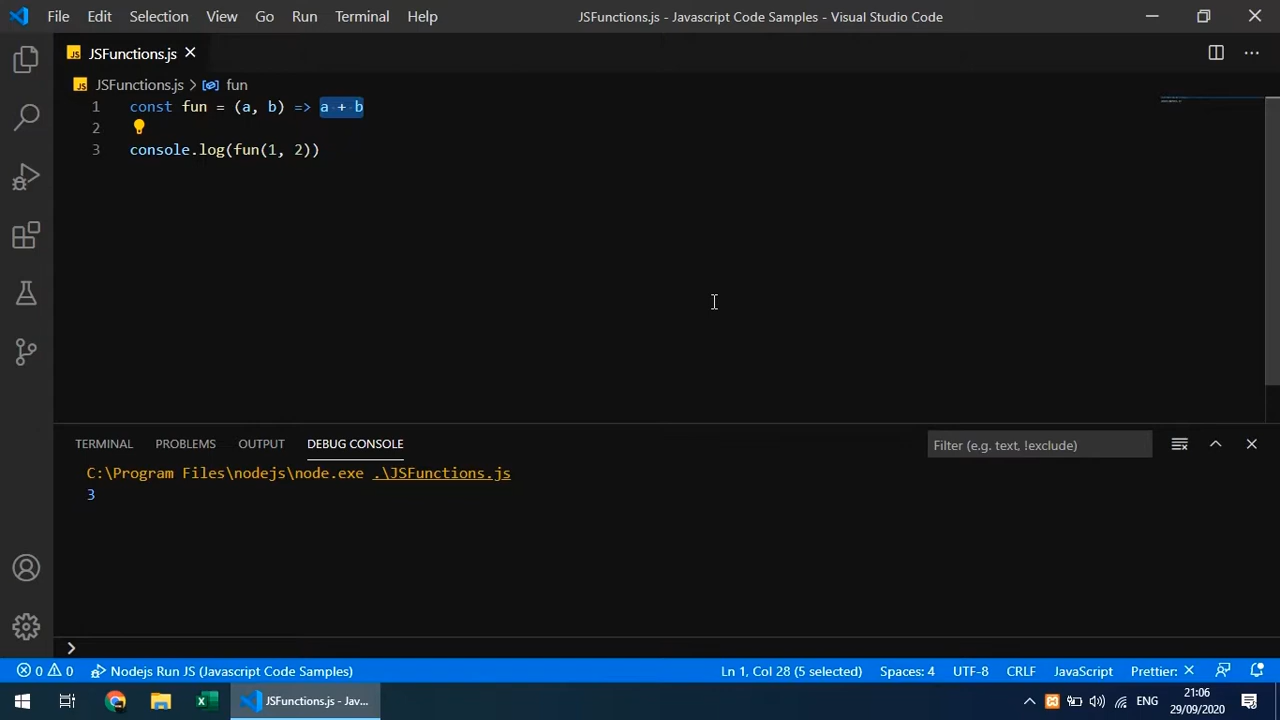 File Edit Selection View Go Run Terminal Help JSFunctions.js - Javascript Code Samples - Visual Studio Code
JS JSFunctions.js
JS JSFunctions.js > fun
1 const fun = (a, b) => a + b
2
3 console.log(fun(1, 2))
TERMINAL PROBLEMS OUTPUT DEBUG CONSOLE Filter (e.g. text, !exclude)
C:\Program Files\nodejs\node.exe .\JSFunctions.js
3
0 0 Nodejs Run JS (Javascript Code Samples) Ln 1, Col 28 (5 selected) Spaces: 4 UTF-8 CRLF JavaScript Prettier: ✕
JSFunctions.js - Jav... ENG 21:06
29/09/2020